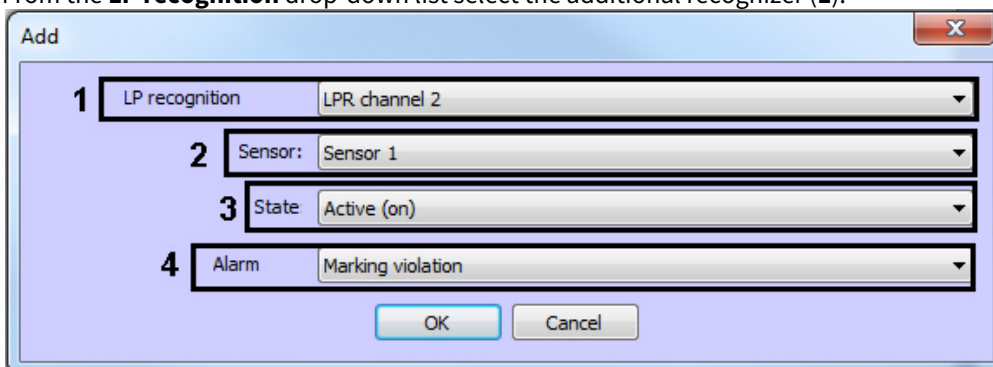 From the LP recognition drop-down list select the additional recognizer (1).
Add
1 LP recognition LPR channel 2
2 Sensor: Sensor 1
3 State Active (on)
4 Alarm Marking violation
OK Cancel